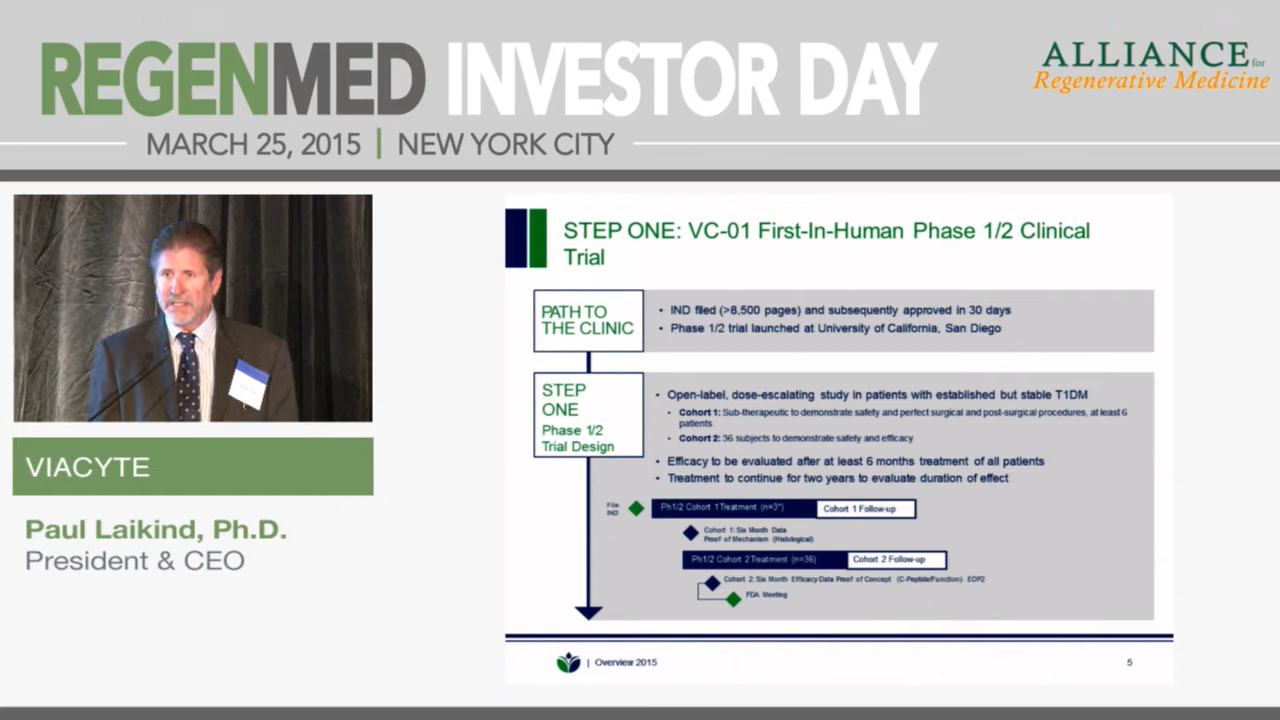 REGENMED INVESTOR DAY
MARCH 25, 2015 | NEW YORK CITY
ALLIANCE for
Regenerative Medicine
VIACYTE
Paul Laikind, Ph.D.
President & CEO
STEP ONE: VC-01 First-In-Human Phase 1/2 Clinical
Trial
PATH TO
THE CLINIC
• IND filed (>8,500 pages) and subsequently approved in 30 days
• Phase 1/2 trial launched at University of California, San Diego
STEP
ONE
Phase 1/2
Trial Design
• Open-label, dose-escalating study in patients with established but stable T1DM
• Cohort 1: Sub-therapeutic to demonstrate safety and perfect surgical and post-surgical procedures, at least 6
patients
• Cohort 2: 36 subjects to demonstrate safety and efficacy
• Efficacy to be evaluated after at least 6 months treatment of all patients
• Treatment to continue for two years to evaluate duration of effect
File
IND
Ph1/2 Cohort 1 Treatment (n=3*)
Cohort 1 Follow-up
Cohort 1: Six Month Data
Proof of Mechanism (Histological)
Ph1/2 Cohort 2 Treatment (n=36)
Cohort 2 Follow-up
Cohort 2: Six Month Efficacy Data Proof of Concept (C-Peptide/Function) EOP2
FDA Meeting
| Overview 2015
5